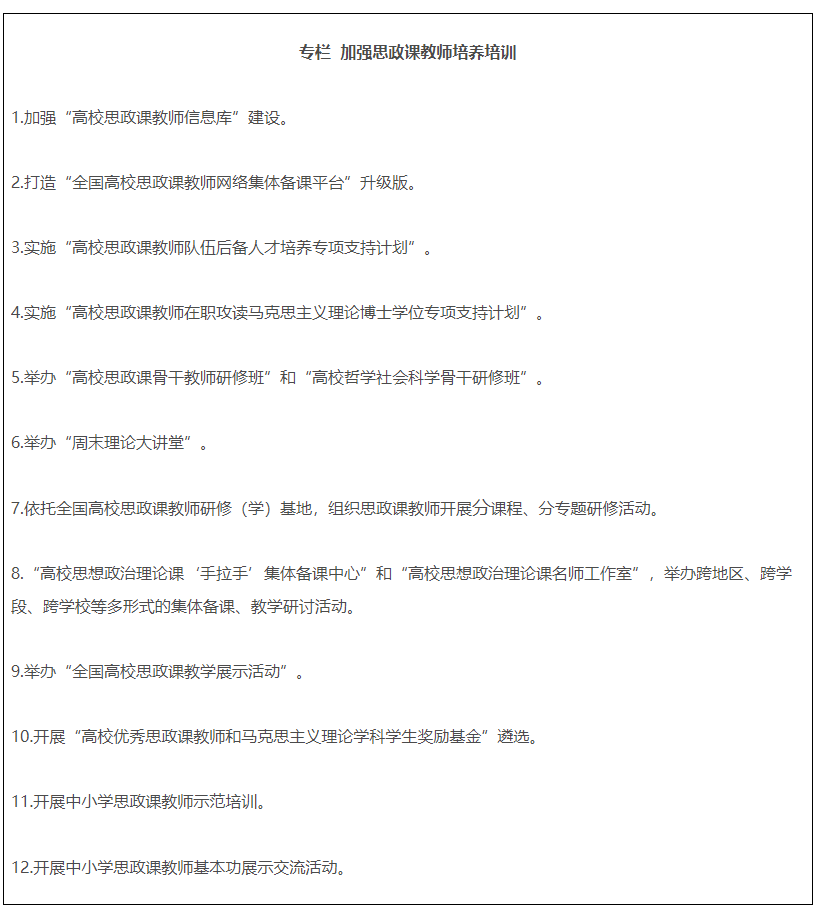 专栏 加强思政课教师培养培训
1.加强“高校思政课教师信息库”建设。
2.打造“全国高校思政课教师网络集体备课平台”升级版。
3.实施“高校思政课教师队伍后备人才培养专项支持计划”。
4.实施“高校思政课教师在职攻读马克思主义理论博士学位专项支持计划”。
5.举办“高校思政课骨干教师研修班”和“高校哲学社会科学骨干研修班”。
6.举办“周末理论大讲堂”。
7.依托全国高校思政课教师研修（学）基地，组织思政课教师开展分课程、分专题研修活动。
8.“高校思想政治理论课‘手拉手’集体备课中心”和“高校思想政治理论课名师工作室”，举办跨地区、跨学
段、跨学校等多形式的集体备课、教学研讨活动。
9.举办“全国高校思政课教学展示活动”。
10.开展“高校优秀思政课教师和马克思主义理论学科学生奖励基金”遴选。
11.开展中小学思政课教师示范培训。
12.开展中小学思政课教师基本功展示交流活动。